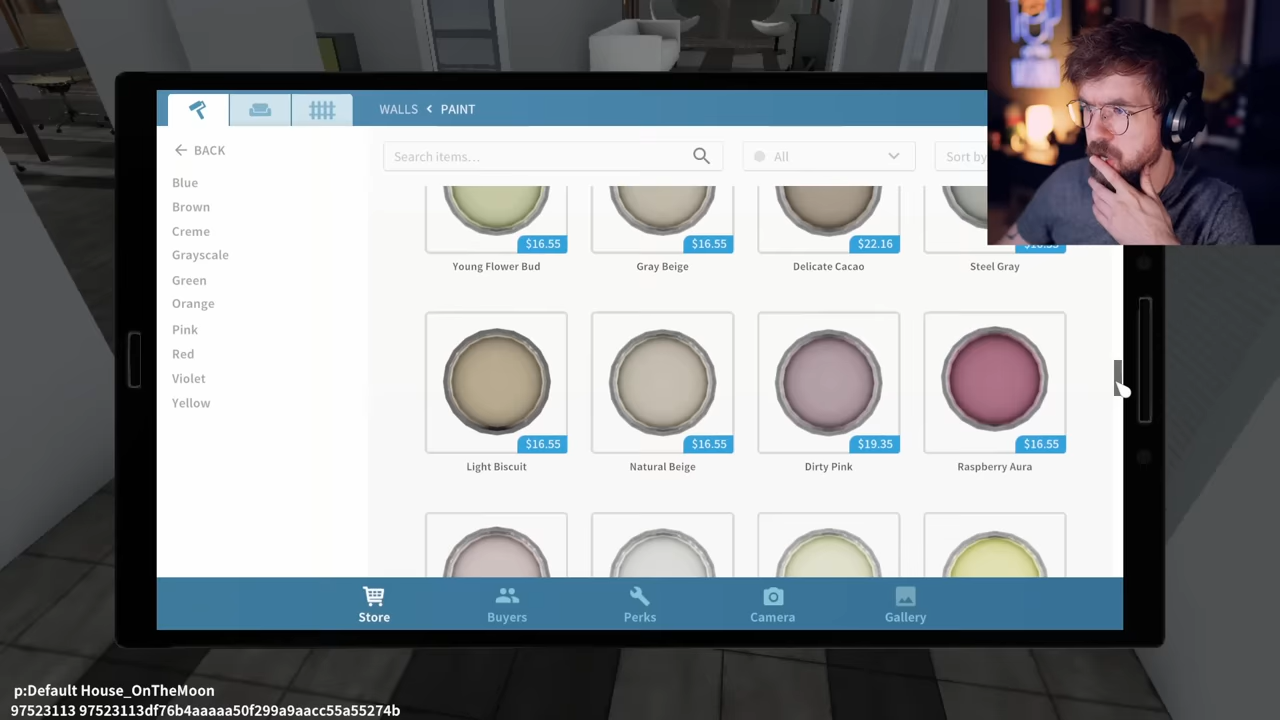 WALLS < PAINT
BACK
Search items...
All
Sort by
Blue
Brown
Creme
Grayscale
Green
Orange
Pink
Red
Violet
Yellow
$16.55 $16.55 $22.16
Young Flower Bud Gray Beige Delicate Cacao Steel Gray
$16.55 $16.55 $19.35 $16.55
Light Biscuit Natural Beige Dirty Pink Raspberry Aura
Store Buyers Perks Camera Gallery
p:Default House_OnTheMoon
97523113 97523113df76b4aaaaa50f299a9aacc55a55274b